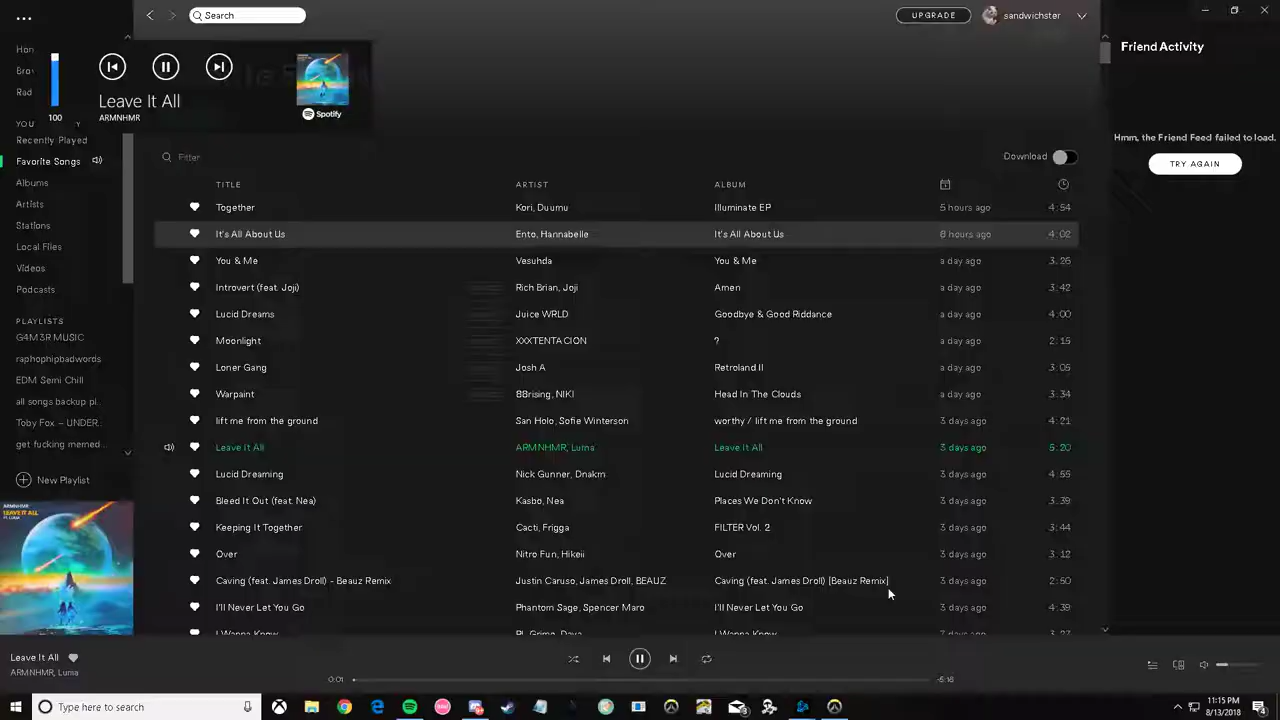 Search
UPGRADE
sandwichster
Friend Activity
Leave It All
ARMNHMR
100
Spotify
Hmm, the Friend Feed failed to load.
TRY AGAIN
Recently Played
Favorite Songs
Albums
Artists
Stations
Local Files
Videos
Podcasts
PLAYLISTS
G4M3R MUSIC
raphophipbadwords
EDM Semi Chill
all songs backup pl...
Toby Fox – UNDER...
get fucking memed...
New Playlist
Filter
Download
TITLE ARTIST ALBUM
Together Kori, Duumu Illuminate EP 5 hours ago 4:54
It's All About Us Ento, Hannabelle It's All About Us 6 hours ago 4:02
You & Me Vesuhda You & Me a day ago 3:26
Introvert (feat. Joji) Rich Brian, Joji Amen a day ago 3:42
Lucid Dreams Juice WRLD Goodbye & Good Riddance a day ago 4:00
Moonlight XXXTENTACION ? a day ago 2:15
Loner Gang Josh A Retroland II a day ago 3:05
Warpaint 88rising, NIKI Head In The Clouds a day ago 3:34
lift me from the ground San Holo, Sofie Winterson worthy / lift me from the ground 3 days ago 4:21
Leave It All ARMNHMR, Luma Leave It All 3 days ago 5:20
Lucid Dreaming Nick Gunner, Dnakm Lucid Dreaming 3 days ago 4:55
Bleed It Out (feat. Nea) Kasbo, Nea Places We Don't Know 3 days ago 3:39
Keeping It Together Cacti, Frigga FILTER Vol. 2 3 days ago 3:44
Over Nitro Fun, Hikeii Over 3 days ago 3:12
Caving (feat. James Droll) - Beauz Remix Justin Caruso, James Droll, BEAUZ Caving (feat. James Droll) [Beauz Remix] 3 days ago 2:50
I'll Never Let You Go Phantom Sage, Spencer Maro I'll Never Let You Go 3 days ago 4:39
I Wanna Know I Wanna Know 7 days ago 3:27
ARMNHMR
LEAVE IT ALL
Leave It All
ARMNHMR, Luma
0:01
-5:18
Type here to search
11:15 PM
8/13/2018